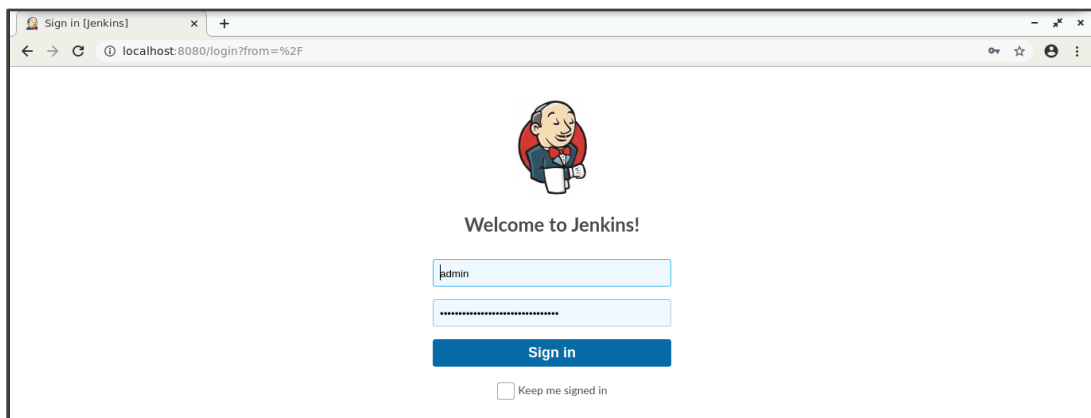 Sign in [Jenkins]
localhost:8080/login?from=%2F
Welcome to Jenkins!
admin
••••••••••••••••••••••••••••••••
Sign in
Keep me signed in